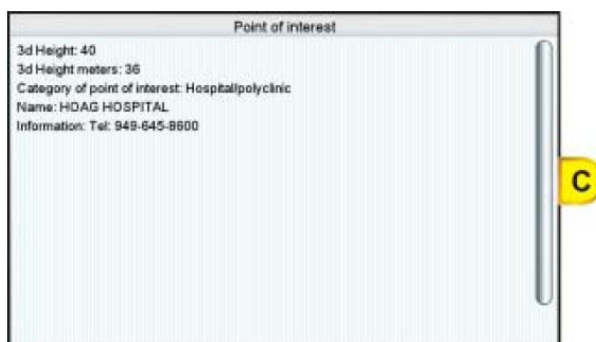 Point of interest
3d Height: 40
3d Height meters: 36
Category of point of interest: Hospital/polyclinic
Name: HOAG HOSPITAL
Information: Tel: 949-645-8600
C